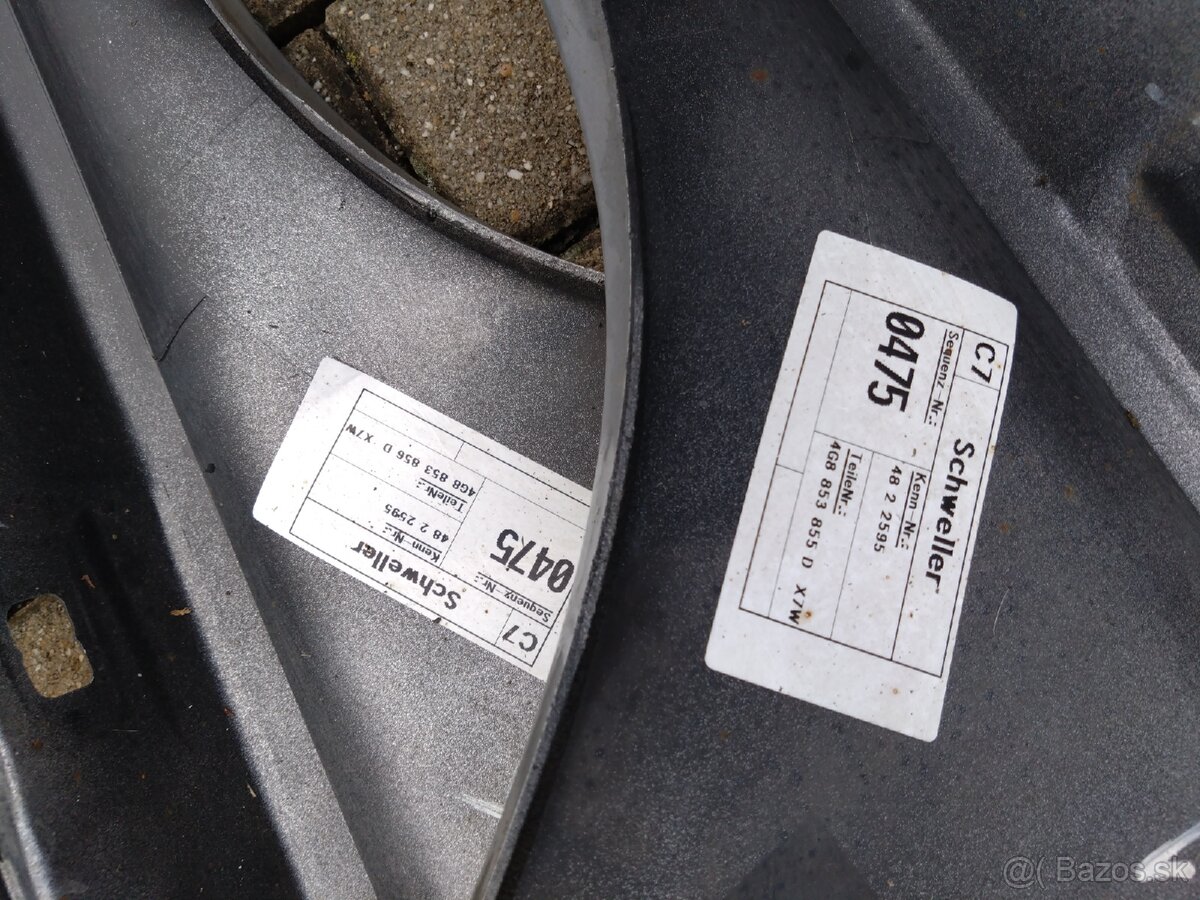 C7 Schweller
Sequenz Nr.: Kenn Nr.:
0475 48 2 2595
TeileNr.:
4G8 853 855 D X7W
C7 Schweller
Sequenz Nr.: Kenn Nr.:
0475 48 2 2595
TeileNr.:
4G8 853 856 D X7W
@( Bazos.sk